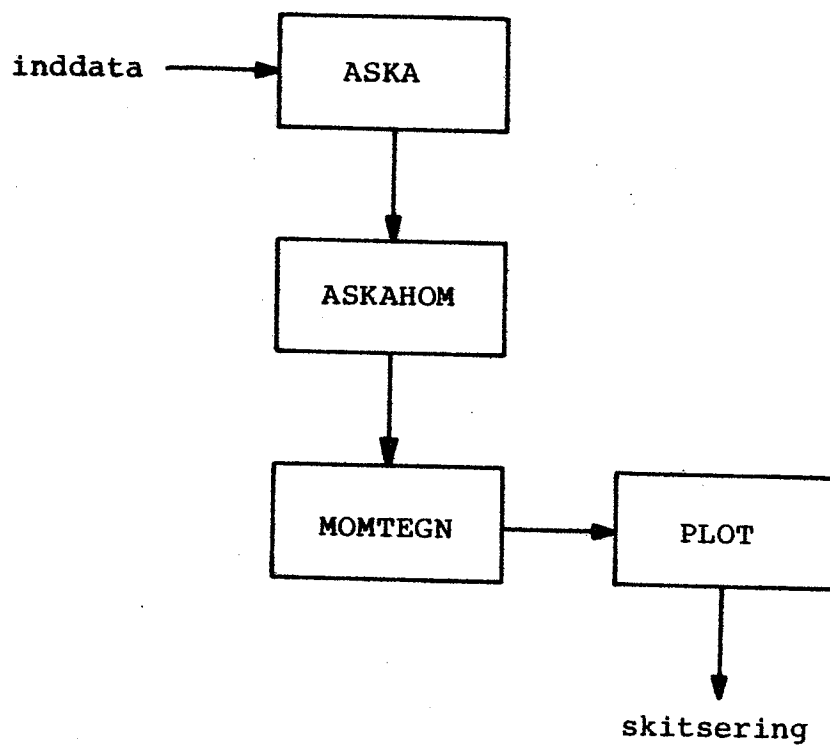 inddata
ASKA
ASKAHOM
MOMTEGN
PLOT
skitsering